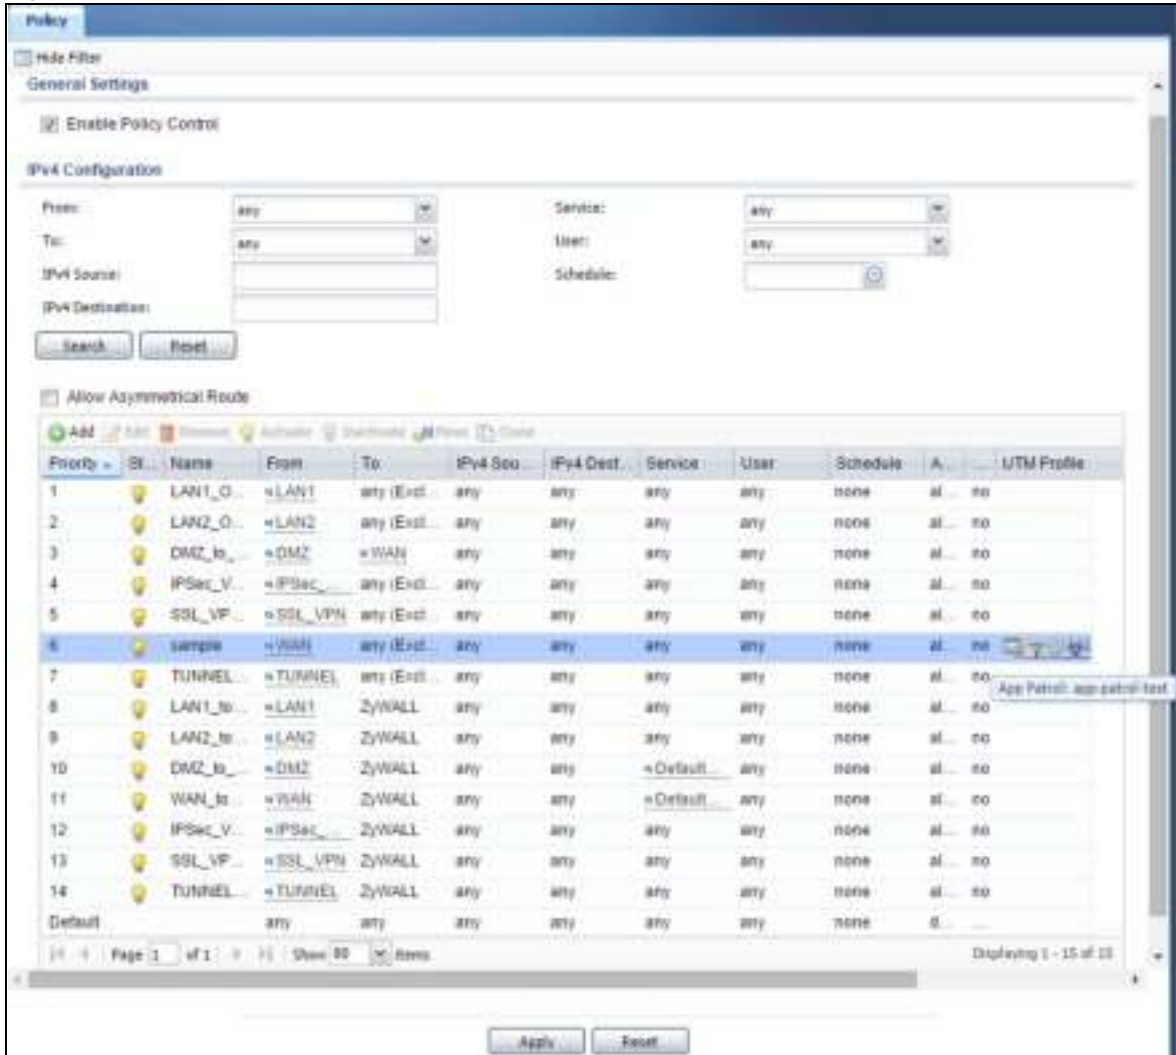 Policy
Hide Filter
General Settings
Enable Policy Control
IPv4 Configuration
From: any Service: any
To: any User: any
IPv4 Source: Schedule:
IPv4 Destination:
Search Reset
Allow Asymmetrical Route
Add Edit Remove Activate Inactivate Move Clone
Priority St... Name From To IPv4 Sou... IPv4 Dest... Service User Schedule A... ... UTM Profile
1 LAN1_O... LAN1 any (Excl... any any any any none al... no
2 LAN2_O... LAN2 any (Excl... any any any any none al... no
3 DMZ_to_... DMZ WAN any any any any none al... no
4 IPSec_V... IPSec_... any (Excl... any any any any none al... no
5 SSL_VP... SSL_VPN any (Excl... any any any any none al... no
6 sample WAN any (Excl... any any any any none al... no
7 TUNNEL... TUNNEL any (Excl... any any any any none al... no
App Patrol: app-patrol-test
8 LAN1_to... LAN1 ZyWALL any any any any none al... no
9 LAN2_to... LAN2 ZyWALL any any any any none al... no
10 DMZ_to_... DMZ ZyWALL any any Default... any none al... no
11 WAN_to... WAN ZyWALL any any Default... any none al... no
12 IPSec_V... IPSec_... ZyWALL any any any any none al... no
13 SSL_VP... SSL_VPN ZyWALL any any any any none al... no
14 TUNNEL... TUNNEL ZyWALL any any any any none al... no
Default any any any any any any none d... ...
Page 1 of 1 Show items Displaying 1 - 15 of 15
Apply Reset